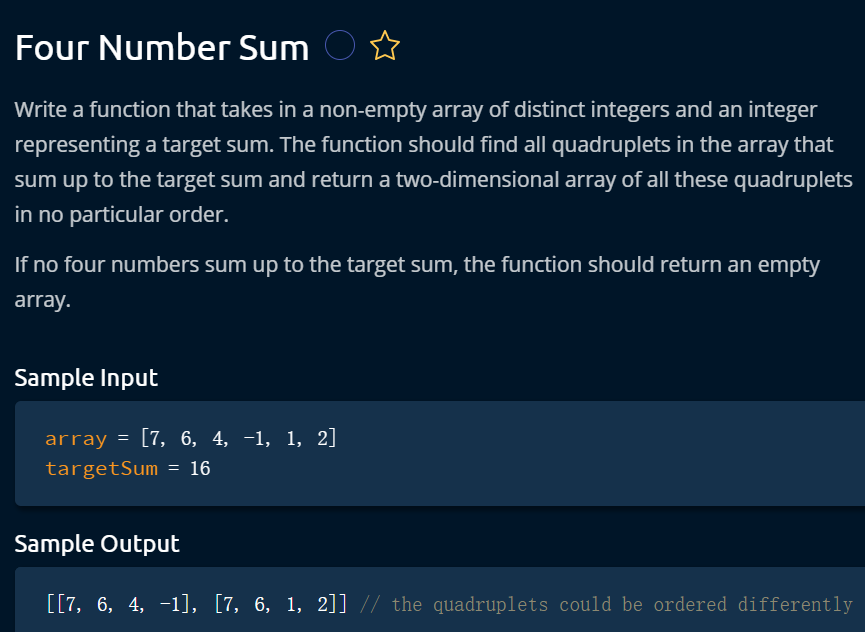 Four Number Sum
Write a function that takes in a non-empty array of distinct integers and an integer
representing a target sum. The function should find all quadruplets in the array that
sum up to the target sum and return a two-dimensional array of all these quadruplets
in no particular order.
If no four numbers sum up to the target sum, the function should return an empty
array.
Sample Input
array = [7, 6, 4, -1, 1, 2]
targetSum = 16
Sample Output
[[7, 6, 4, -1], [7, 6, 1, 2]] // the quadruplets could be ordered differently